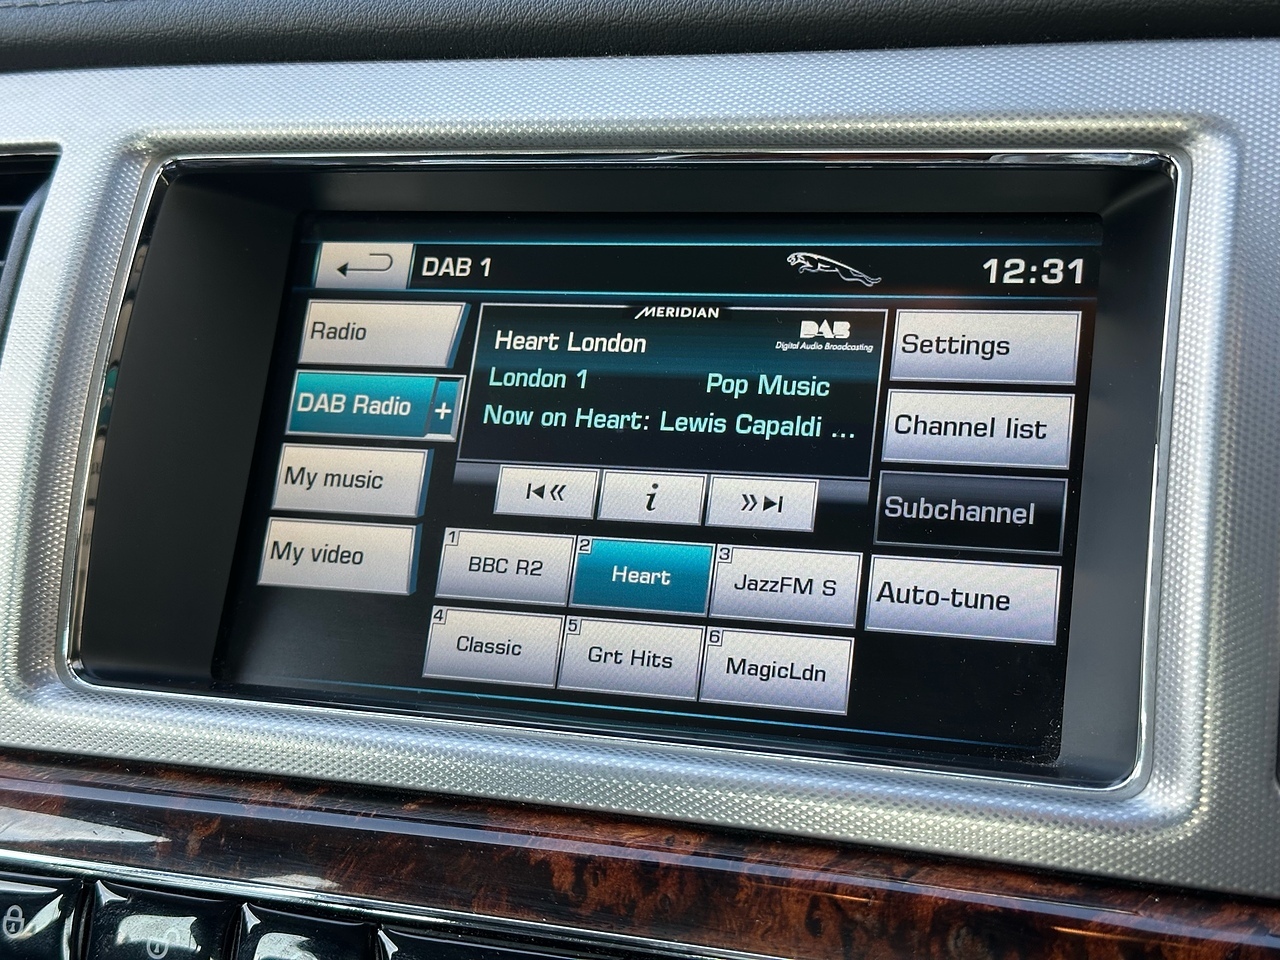 DAB 1
12:31
Radio
DAB Radio +
My music
My video
MERIDIAN
Heart London
DAB
Digital Audio Broadcasting
London 1 Pop Music
Now on Heart: Lewis Capaldi ...
i
1 BBC R2
2 Heart
3 JazzFM S
4 Classic
5 Grt Hits
6 MagicLdn
Settings
Channel list
Subchannel
Auto-tune